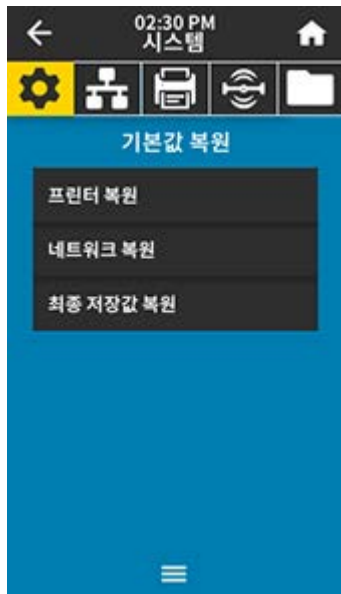 02:30 PM
시스템
기본값 복원
프린터 복원
네트워크 복원
최종 저장값 복원